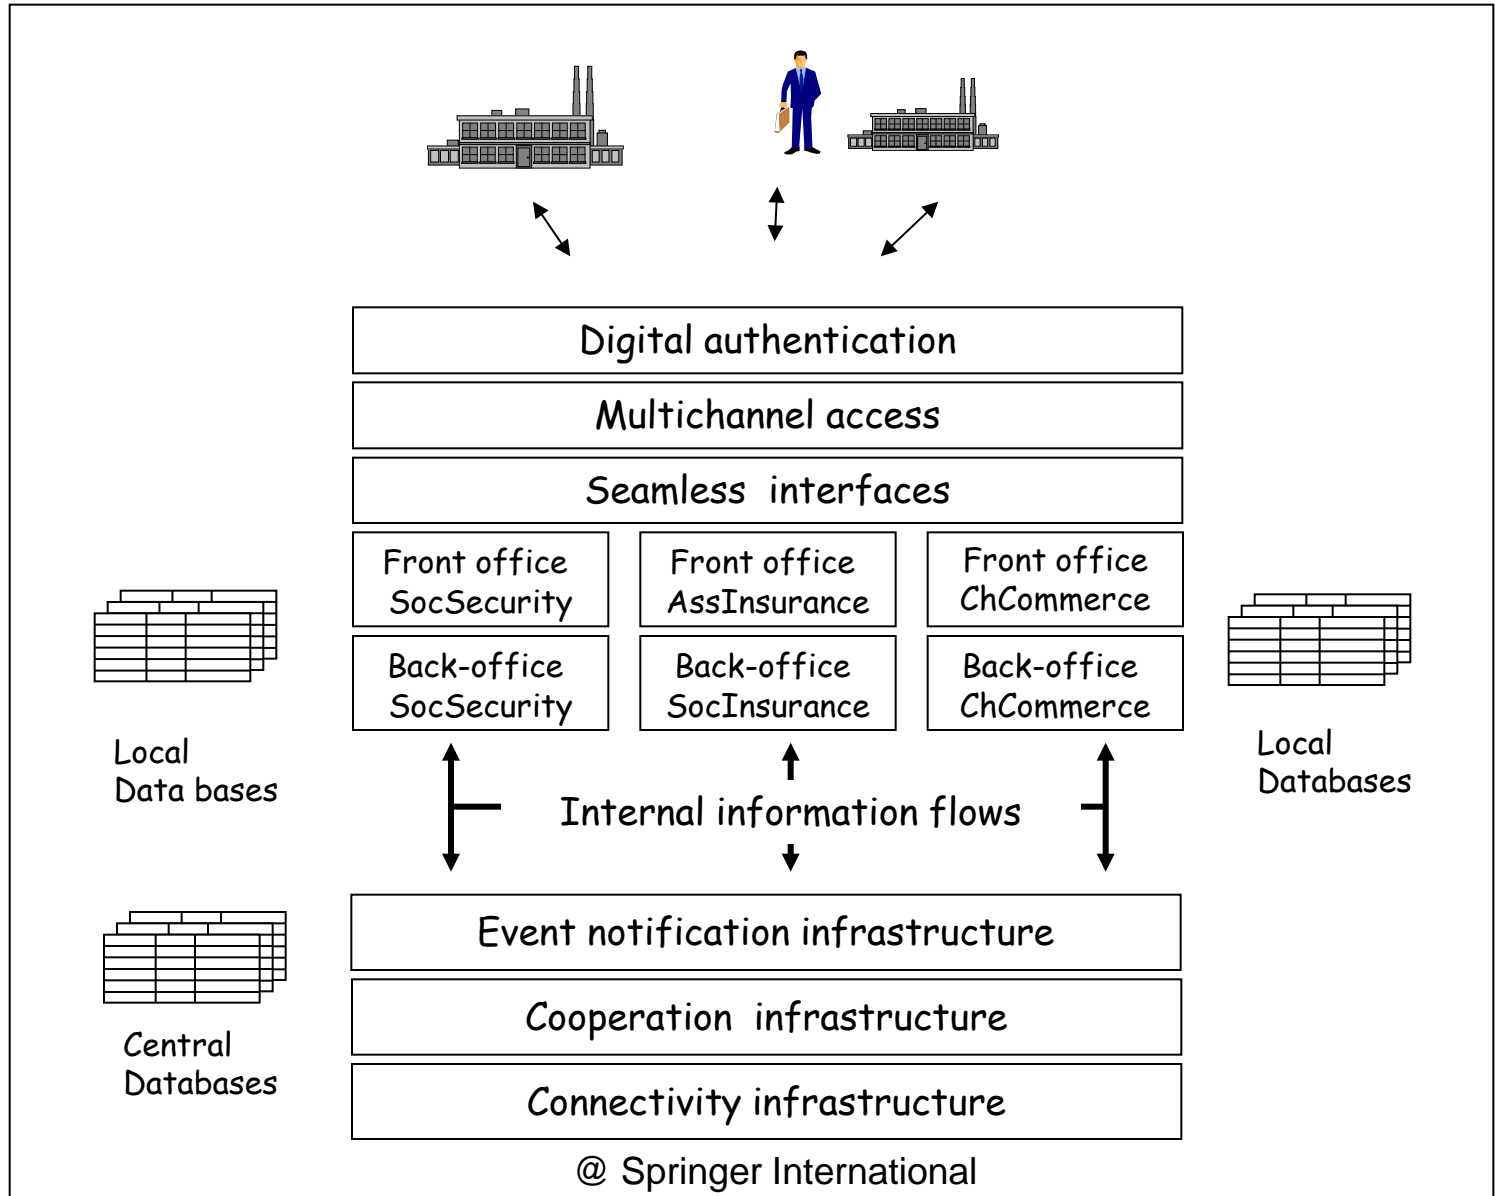 Digital authentication
Multichannel access
Seamless interfaces
Front office
SocSecurity
Front office
AssInsurance
Front office
ChCommerce
Back-office
SocSecurity
Back-office
SocInsurance
Back-office
ChCommerce
Local
Data bases
Local
Databases
Internal information flows
Event notification infrastructure
Cooperation infrastructure
Central
Databases
Connectivity infrastructure
@ Springer International